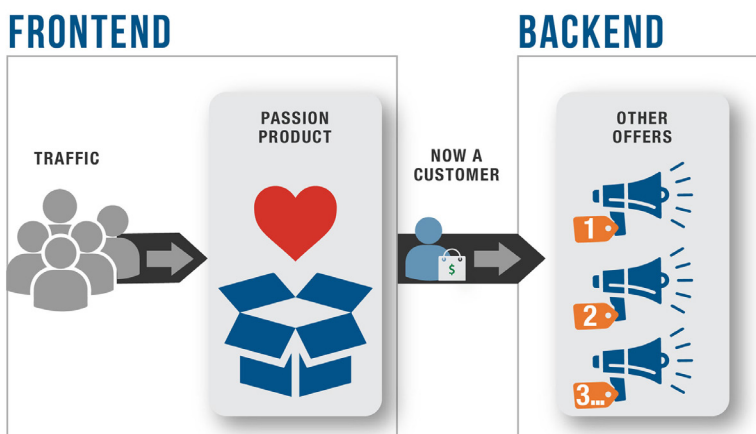 FRONTEND
BACKEND
TRAFFIC
PASSION
PRODUCT
NOW A
CUSTOMER
$
OTHER
OFFERS
1
2
3...